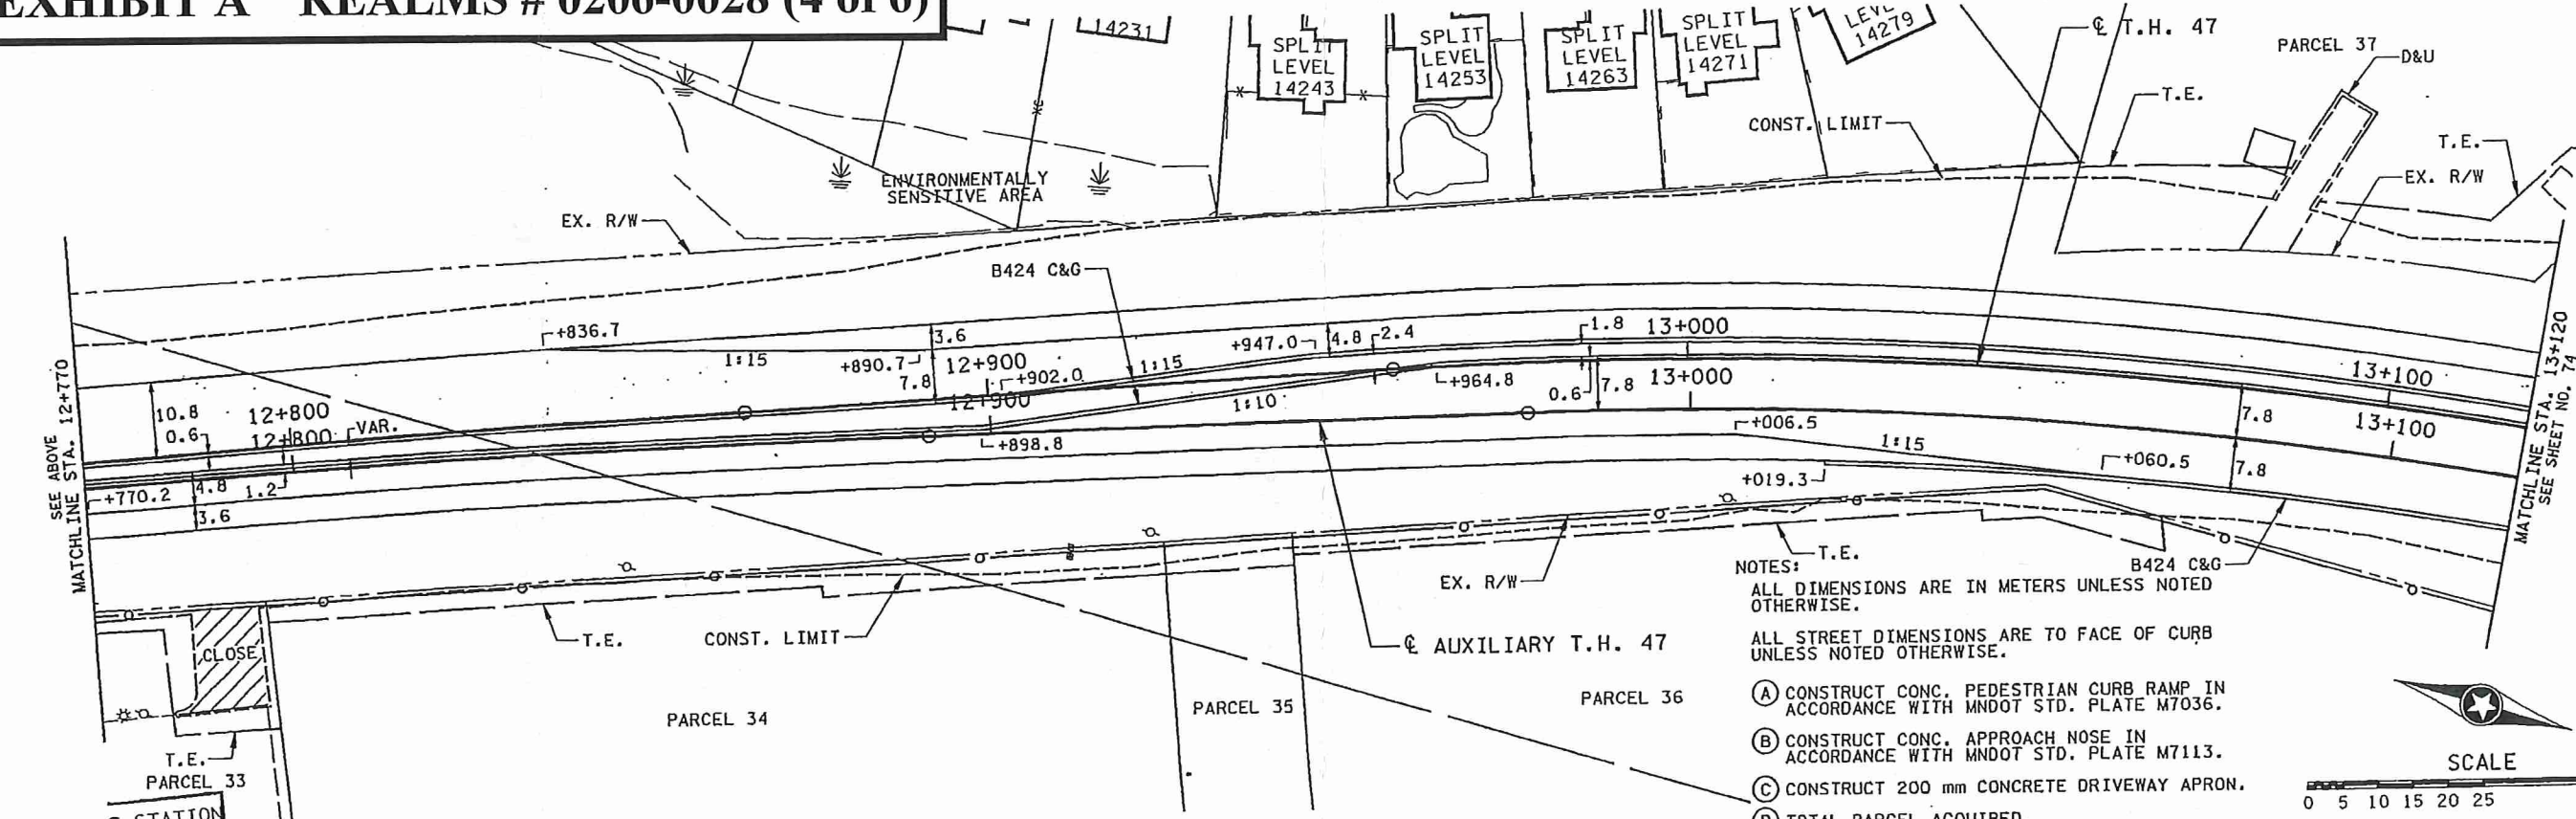 EXHIBIT A REALMS # 0206-0028 (4 of 6)
14231
SPLIT
LEVEL
14243
SPLIT
LEVEL
14253
SPLIT
LEVEL
14263
SPLIT
LEVEL
14271
14279
℄ T.H. 47
PARCEL 37
D&U
T.E.
CONST. LIMIT
T.E.
EX. R/W
ENVIRONMENTALLY
SENSITIVE AREA
EX. R/W
B424 C&G
+836.7
3.6
1:15
+890.7
7.8
12+900
+902.0
1:15
+947.0
4.8
2.4
1.8
13+000
12+900
1:10
+964.8
0.6
7.8
13+000
13+100
10.8
0.6
12+800
12+800
VAR.
+898.8
+006.5
1:15
7.8
13+100
+770.2
4.8
1.2
3.6
+019.3
+060.5
7.8
SEE ABOVE
MATCHLINE STA. 12+770
MATCHLINE STA. 13+120
SEE SHEET NO. 74
T.E.
EX. R/W
B424 C&G
CLOSE
T.E.
CONST. LIMIT
℄ AUXILIARY T.H. 47
PARCEL 34
PARCEL 35
PARCEL 36
T.E.
PARCEL 33
STATION
NOTES:
ALL DIMENSIONS ARE IN METERS UNLESS NOTED
OTHERWISE.
ALL STREET DIMENSIONS ARE TO FACE OF CURB
UNLESS NOTED OTHERWISE.
A CONSTRUCT CONC. PEDESTRIAN CURB RAMP IN
ACCORDANCE WITH MNDOT STD. PLATE M7036.
B CONSTRUCT CONC. APPROACH NOSE IN
ACCORDANCE WITH MNDOT STD. PLATE M7113.
C CONSTRUCT 200 mm CONCRETE DRIVEWAY APRON.
D TOTAL PARCEL ACQUIRED
SCALE
0 5 10 15 20 25